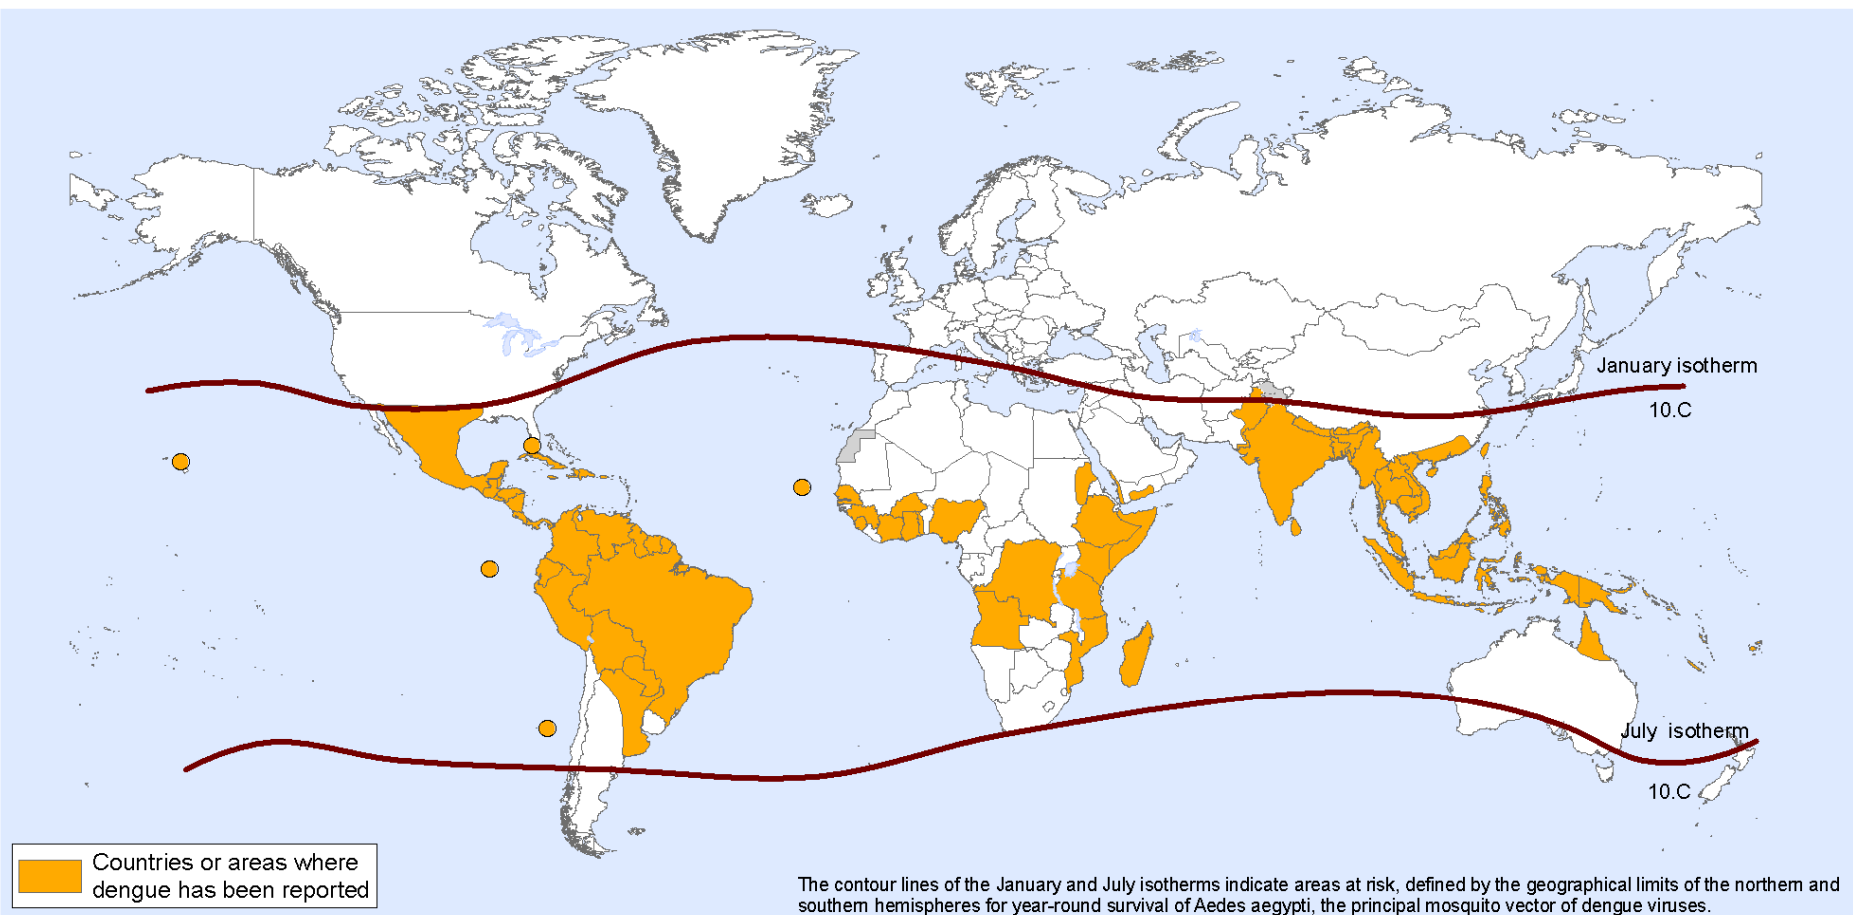 January isotherm
10.C
July isotherm
10.C
Countries or areas where
dengue has been reported
The contour lines of the January and July isotherms indicate areas at risk, defined by the geographical limits of the northern and
southern hemispheres for year-round survival of Aedes aegypti, the principal mosquito vector of dengue viruses.